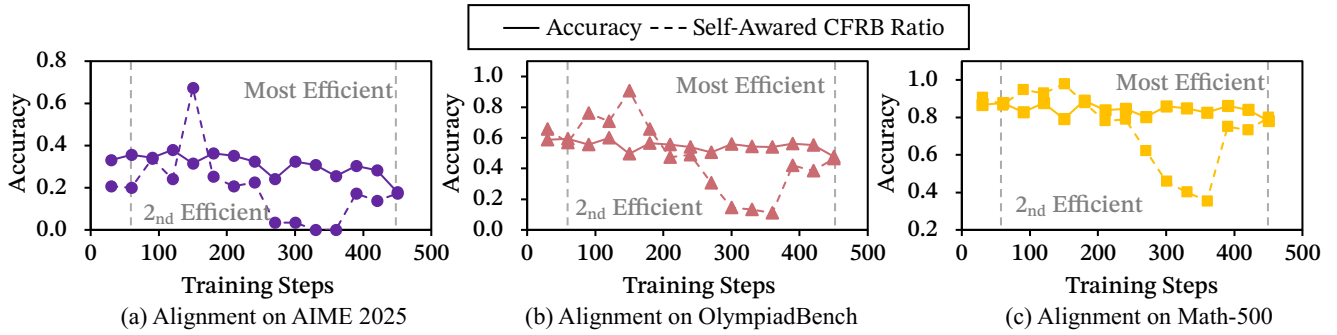 Accuracy Self-Awared CFRB Ratio
0.8
0.6
0.4
0.2
0.0
Accuracy
Most Efficient
2nd Efficient
0 100 200 300 400 500
Training Steps
(a) Alignment on AIME 2025
1.0
0.8
0.6
0.4
0.2
0.0
Accuracy
Most Efficient
2nd Efficient
0 100 200 300 400 500
Training Steps
(b) Alignment on OlympiadBench
1.0
0.8
0.6
0.4
0.2
Accuracy
Most Efficient
2nd Efficient
0 100 200 300 400 500
Training Steps
(c) Alignment on Math-500